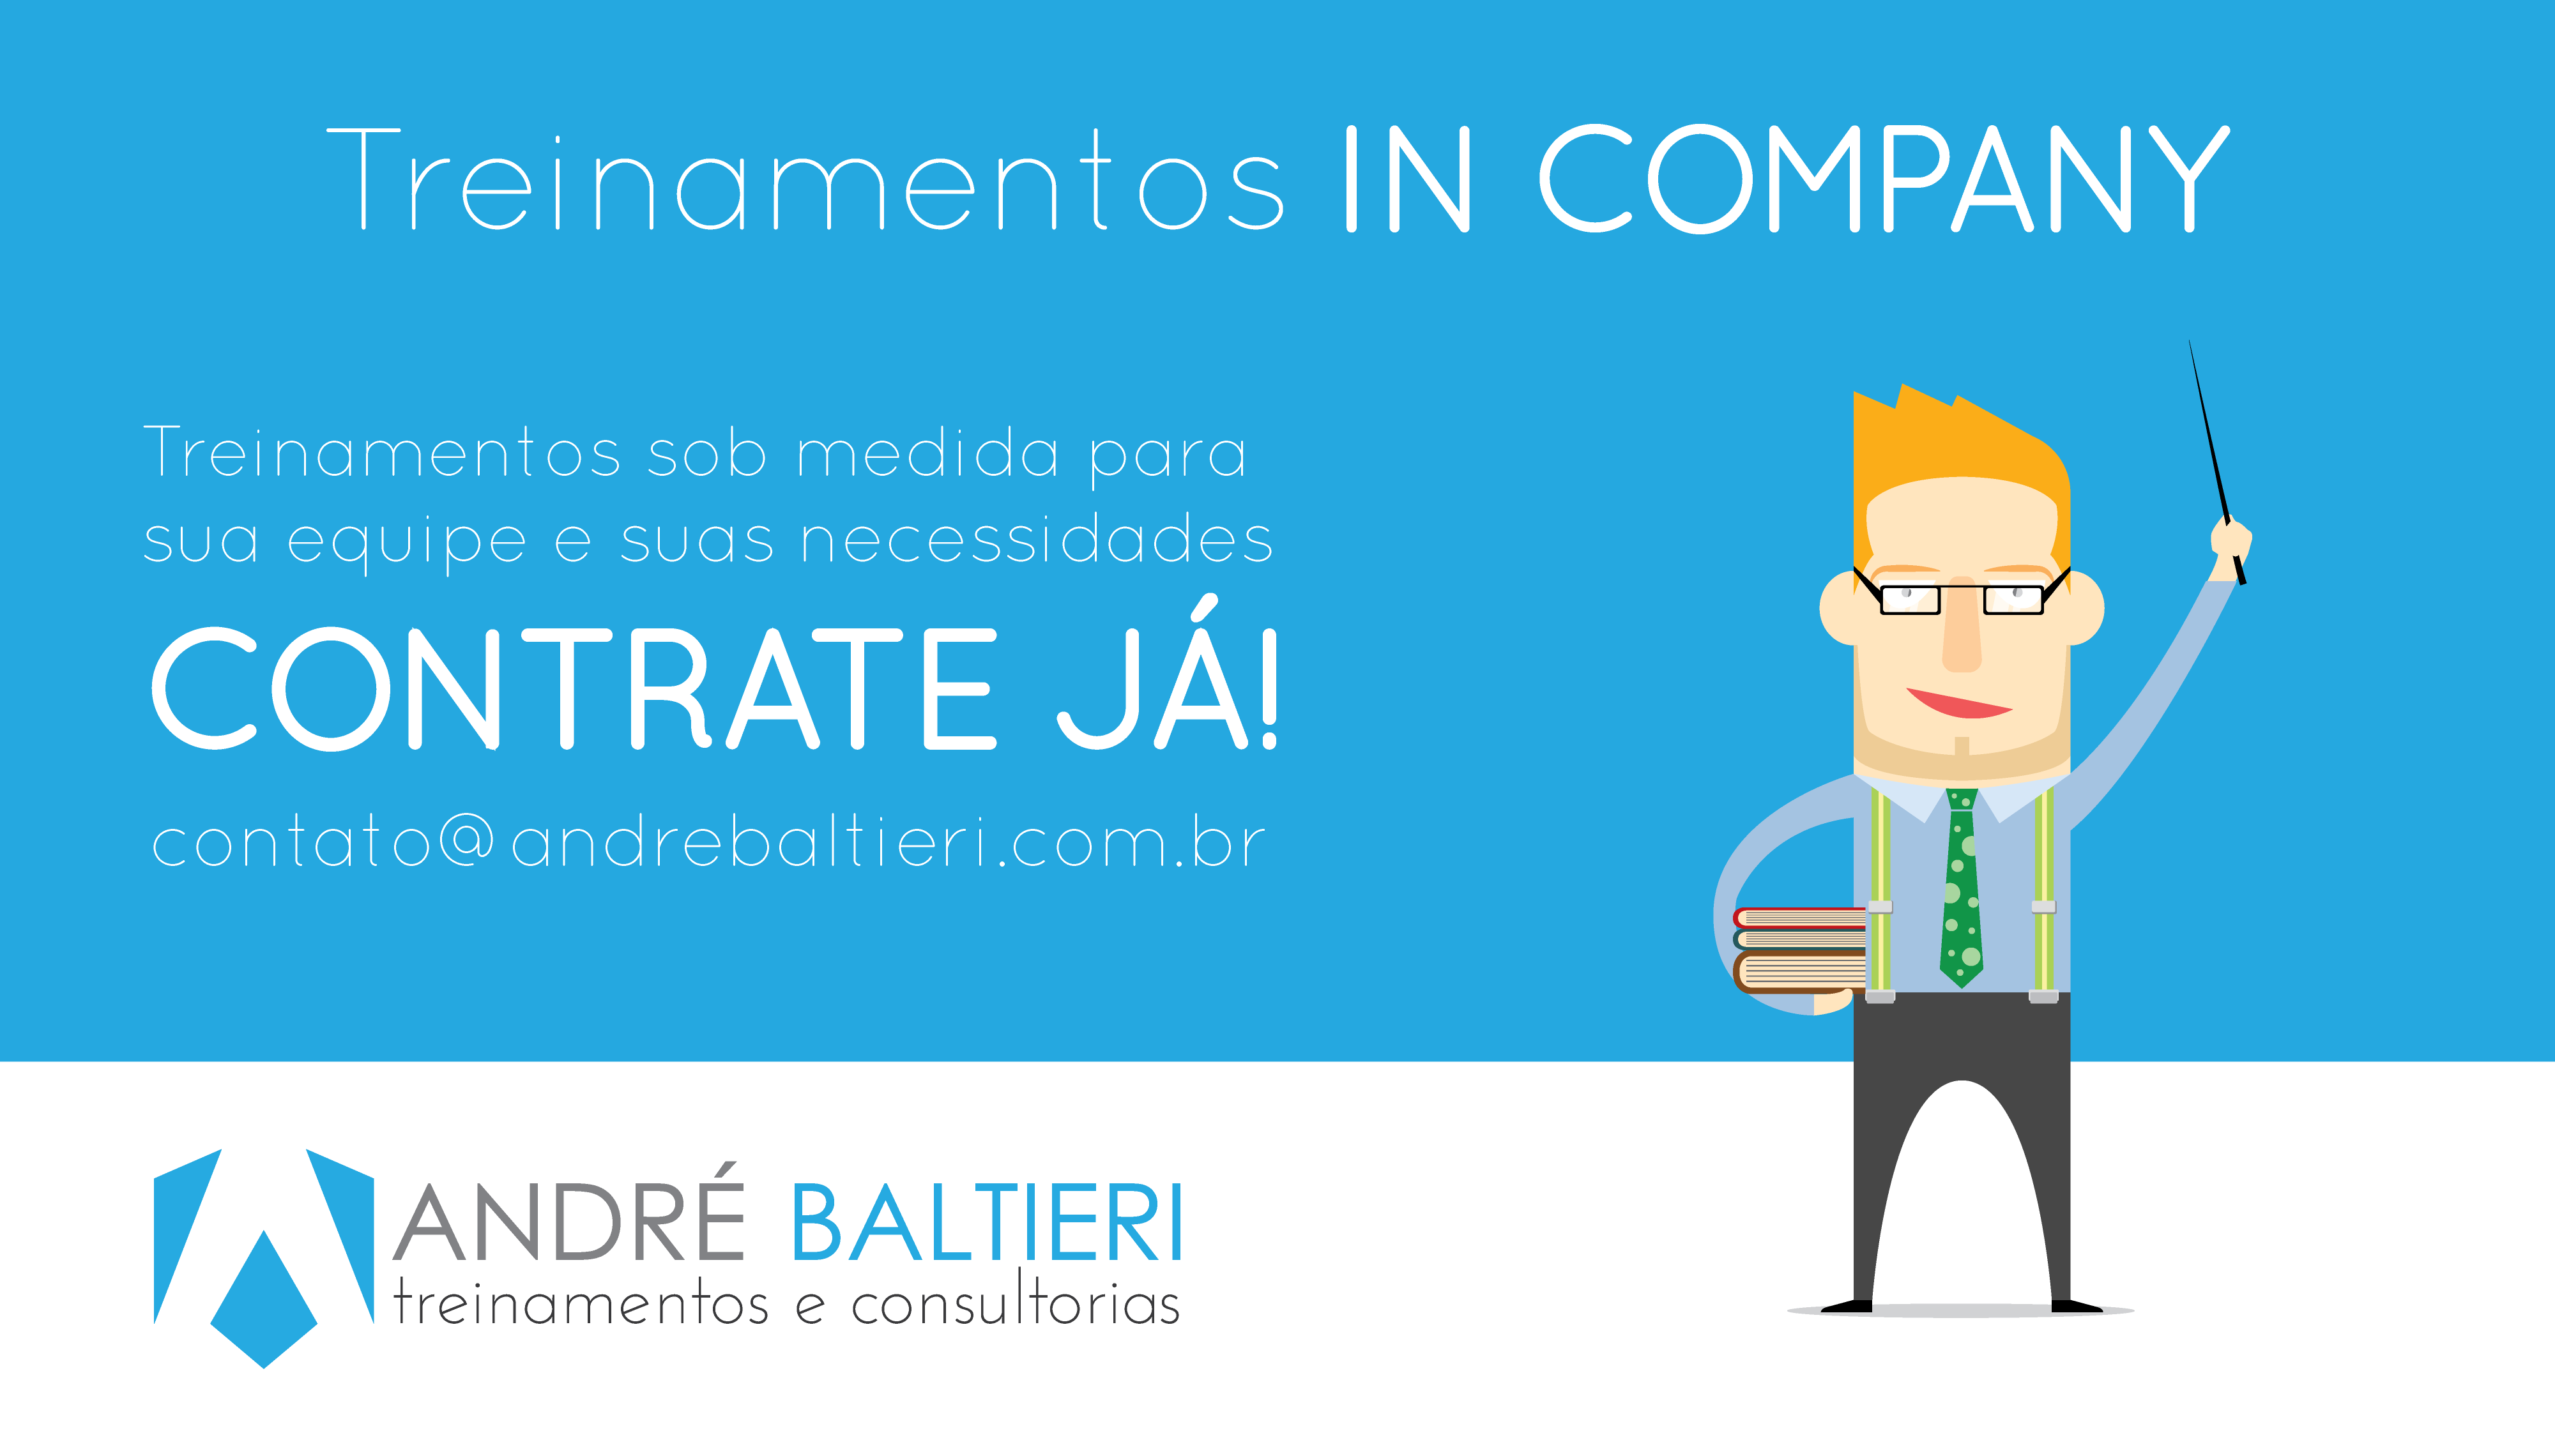 Treinamentos IN COMPANY
Treinamentos sob medida para
sua equipe e suas necessidades
CONTRATE JÁ!
contato@andrebaltieri.com.br
ANDRÉ BALTIERI
treinamentos e consultorias